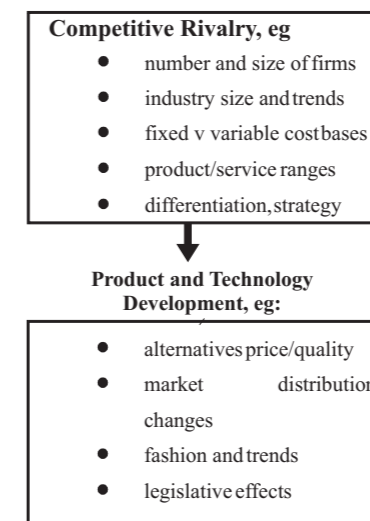 Competitive Rivalry, eg
● number and size of firms
● industry size and trends
● fixed v variable cost bases
● product/service ranges
● differentiation, strategy
Product and Technology
Development, eg:
● alternatives price/quality
● market distribution
changes
● fashion and trends
● legislative effects